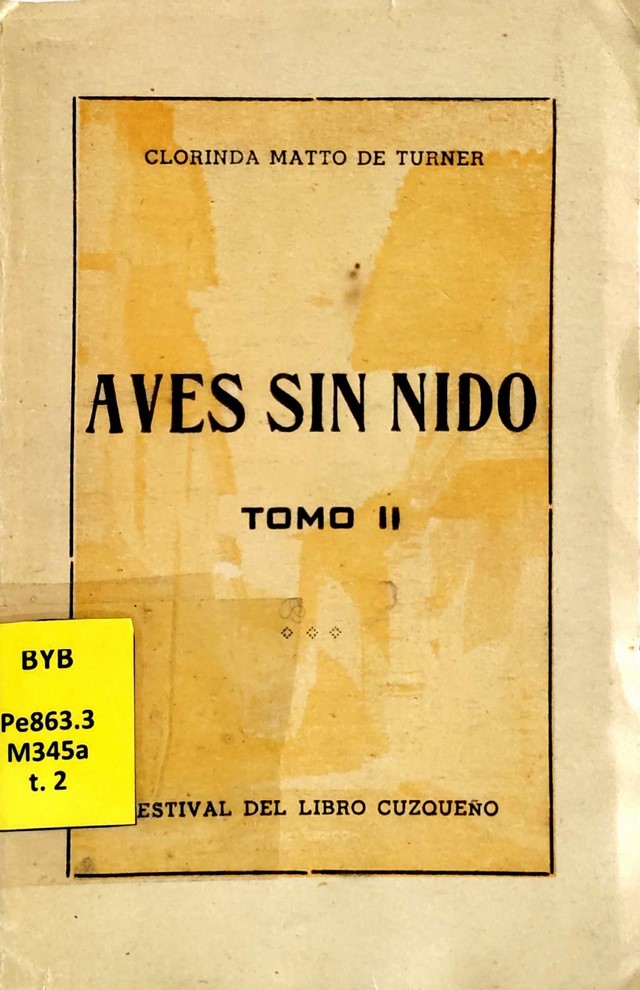 CLORINDA MATTO DE TURNER
AVES SIN NIDO
TOMO II
BYB
Pe863.3
M345a
t. 2
ESTIVAL DEL LIBRO CUZQUEÑO